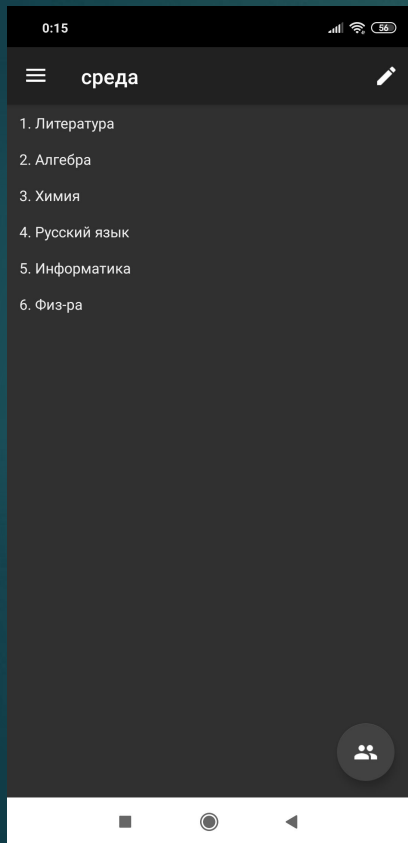 0:15
56
среда
1. Литература
2. Алгебра
3. Химия
4. Русский язык
5. Информатика
6. Физ-ра